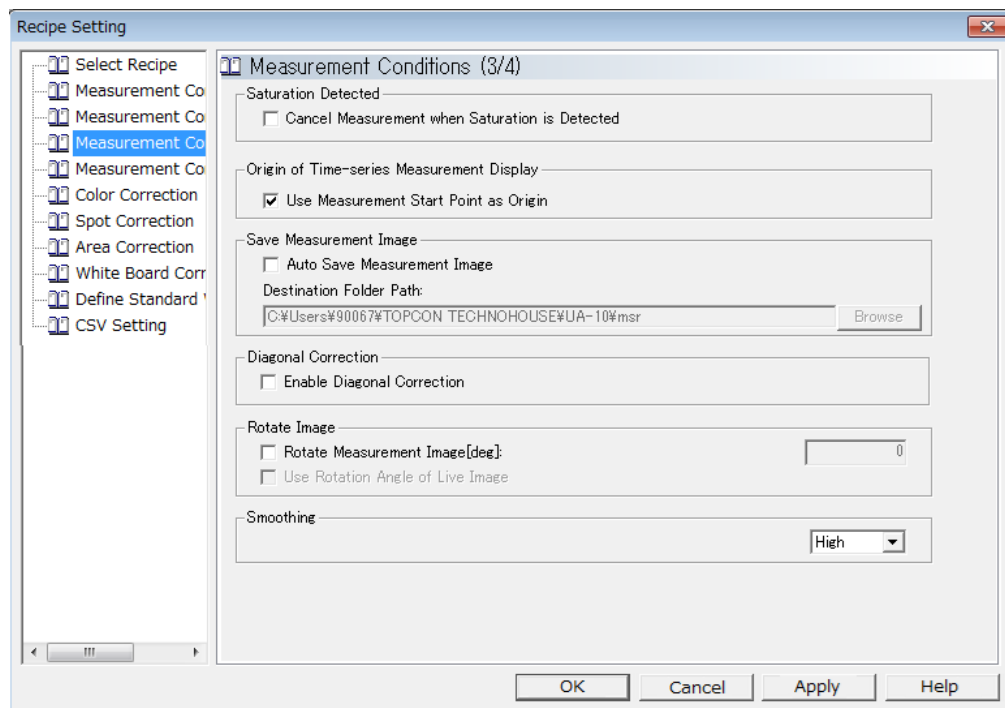 Recipe Setting
Select Recipe
Measurement Co
Measurement Co
Measurement Co
Measurement Co
Color Correction
Spot Correction
Area Correction
White Board Corr
Define Standard
CSV Setting
Measurement Conditions (3/4)
Saturation Detected
Cancel Measurement when Saturation is Detected
Origin of Time-series Measurement Display
Use Measurement Start Point as Origin
Save Measurement Image
Auto Save Measurement Image
Destination Folder Path:
C:¥Users¥90067¥TOPCON TECHNOHOUSE¥UA-10¥msr Browse
Diagonal Correction
Enable Diagonal Correction
Rotate Image
Rotate Measurement Image[deg]: 0
Use Rotation Angle of Live Image
Smoothing
High
OK Cancel Apply Help